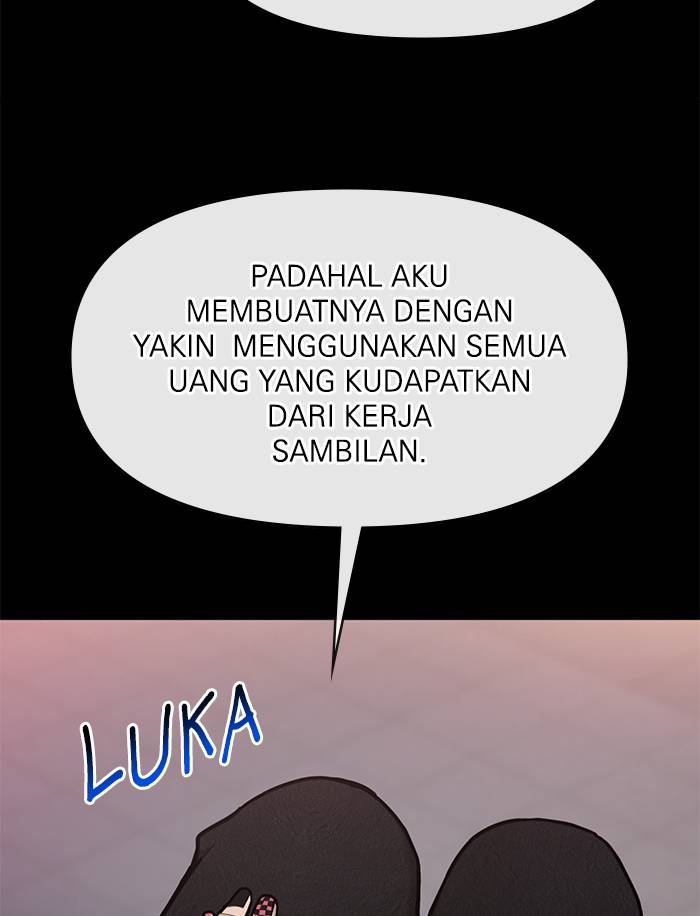 PADAHAL AKU
MEMBUATNYA DENGAN
YAKIN MENGGUNAKAN SEMUA
UANG YANG KUDAPATKAN
DARI KERJA
SAMBILAN.
LUKA